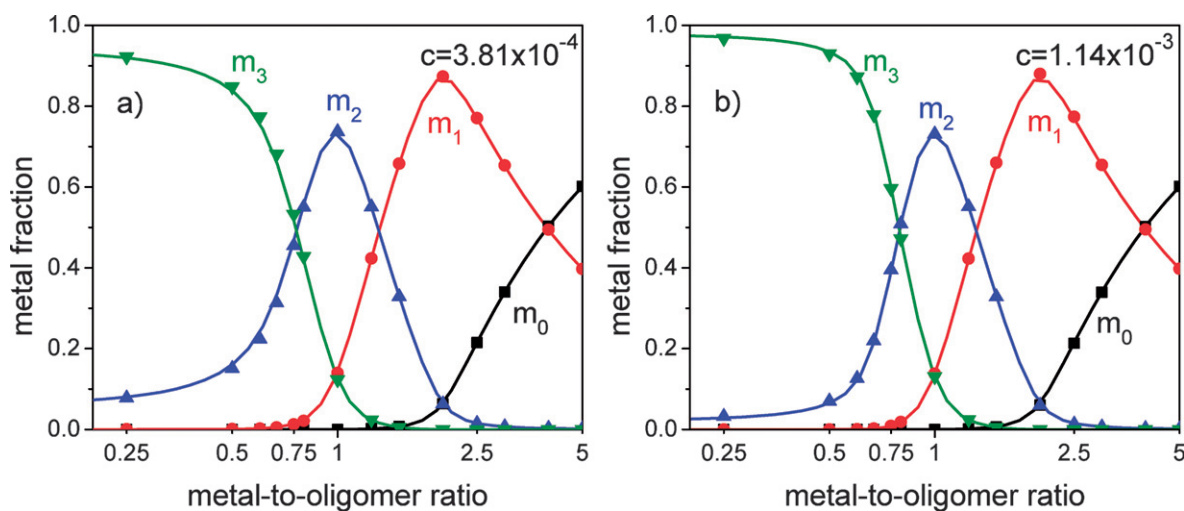 a)
c=3.81x10⁻⁴
m₃
m₂
m₁
m₀
metal fraction
1.0
0.8
0.6
0.4
0.2
0.0
0.25 0.5 0.75 1 2.5 5
metal-to-oligomer ratio
b)
c=1.14x10⁻³
m₃
m₂
m₁
m₀
metal fraction
1.0
0.8
0.6
0.4
0.2
0.0
0.25 0.5 0.75 1 2.5 5
metal-to-oligomer ratio